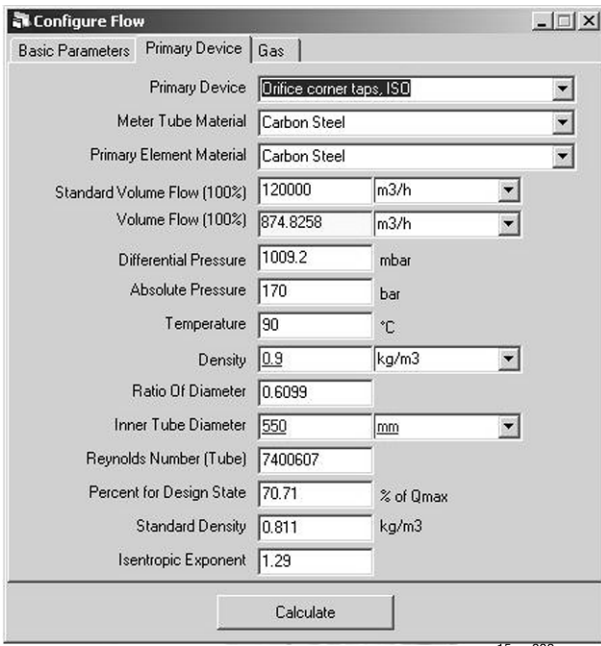 Configure Flow
Basic Parameters Primary Device Gas
Primary Device Orifice corner taps, ISO
Meter Tube Material Carbon Steel
Primary Element Material Carbon Steel
Standard Volume Flow (100%) 120000 m3/h
Volume Flow (100%) 874.8258 m3/h
Differential Pressure 1009.2 mbar
Absolute Pressure 170 bar
Temperature 90 °C
Density 0.9 kg/m3
Ratio Of Diameter 0.6099
Inner Tube Diameter 550 mm
Reynolds Number (Tube) 7400607
Percent for Design State 70.71 % of Qmax
Standard Density 0.811 kg/m3
Isentropic Exponent 1.29
Calculate